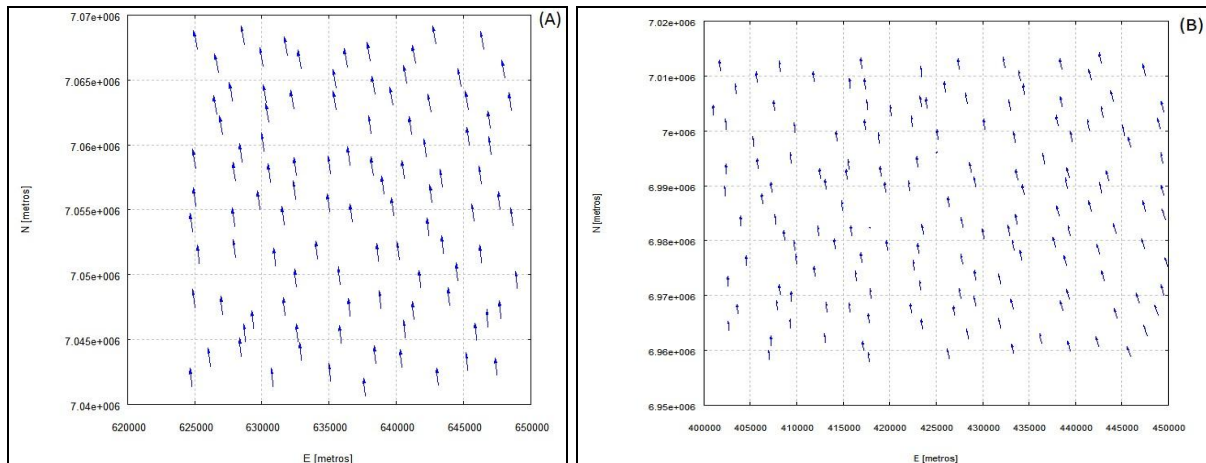 (A)
7.07e+006
7.065e+006
7.06e+006
7.055e+006
7.05e+006
7.045e+006
7.04e+006
N [metros]
620000 625000 630000 635000 640000 645000 650000
E [metros]
(B)
7.02e+006
7.01e+006
7e+006
6.99e+006
6.98e+006
6.97e+006
6.96e+006
6.95e+006
N [metros]
400000 405000 410000 415000 420000 425000 430000 435000 440000 445000 450000
E [metros]